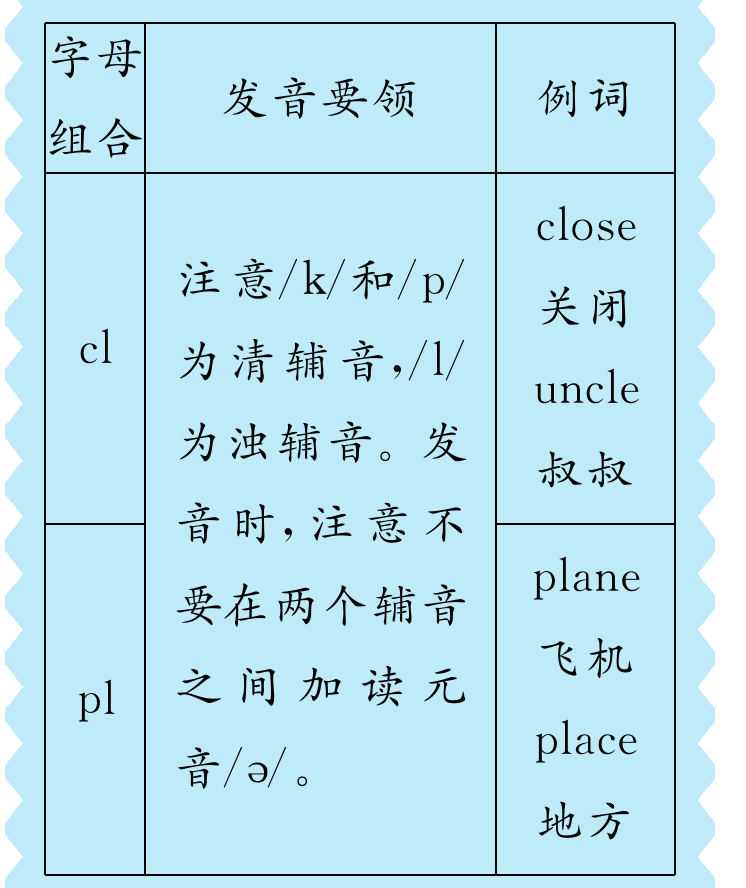 字母
组合
发音要领
例词
cl
注意/k/和/p/
为清辅音,/l/
为浊辅音。发
音时,注意不
要在两个辅音
之间加读元
音/ə/。
close
关闭
uncle
叔叔
pl
plane
飞机
place
地方